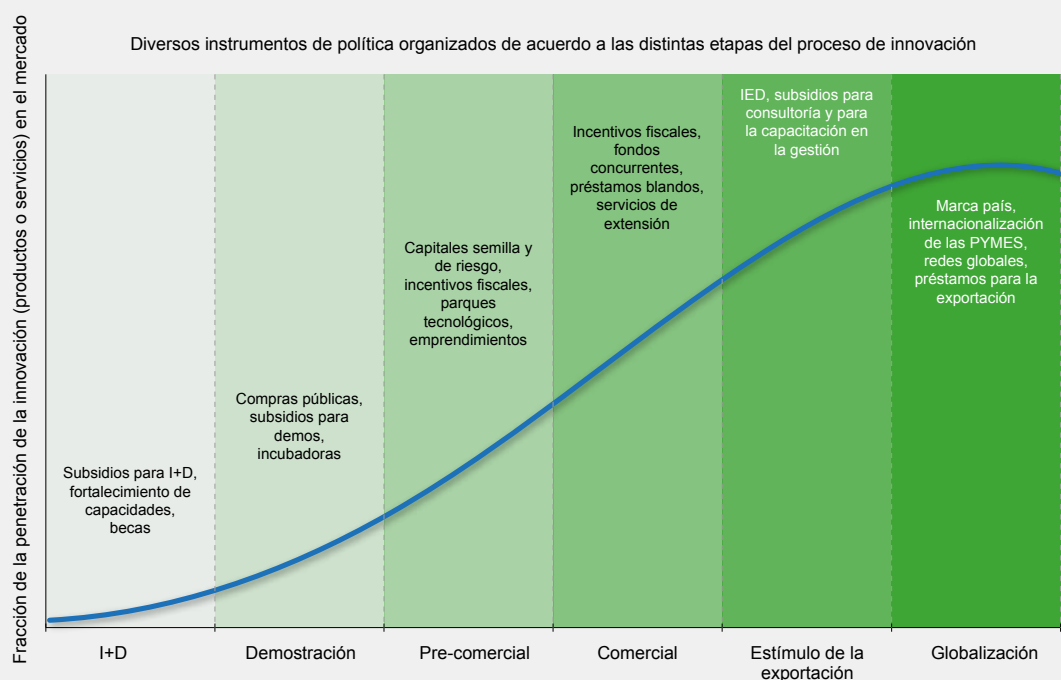 Diversos instrumentos de política organizados de acuerdo a las distintas etapas del proceso de innovación
Fracción de la penetración de la innovación (productos o servicios) en el mercado
Subsidios para I+D,
fortalecimiento de
capacidades,
becas
Compras públicas,
subsidios para
demos,
incubadoras
Capitales semilla y
de riesgo,
incentivos fiscales,
parques
tecnológicos,
emprendimientos
Incentivos fiscales,
fondos
concurrentes,
préstamos blandos,
servicios de
extensión
IED, subsidios para
consultoría y para
la capacitación en
la gestión
Marca país,
internacionalización
de las PYMES,
redes globales,
préstamos para la
exportación
I+D
Demostración
Pre-comercial
Comercial
Estímulo de la
exportación
Globalización